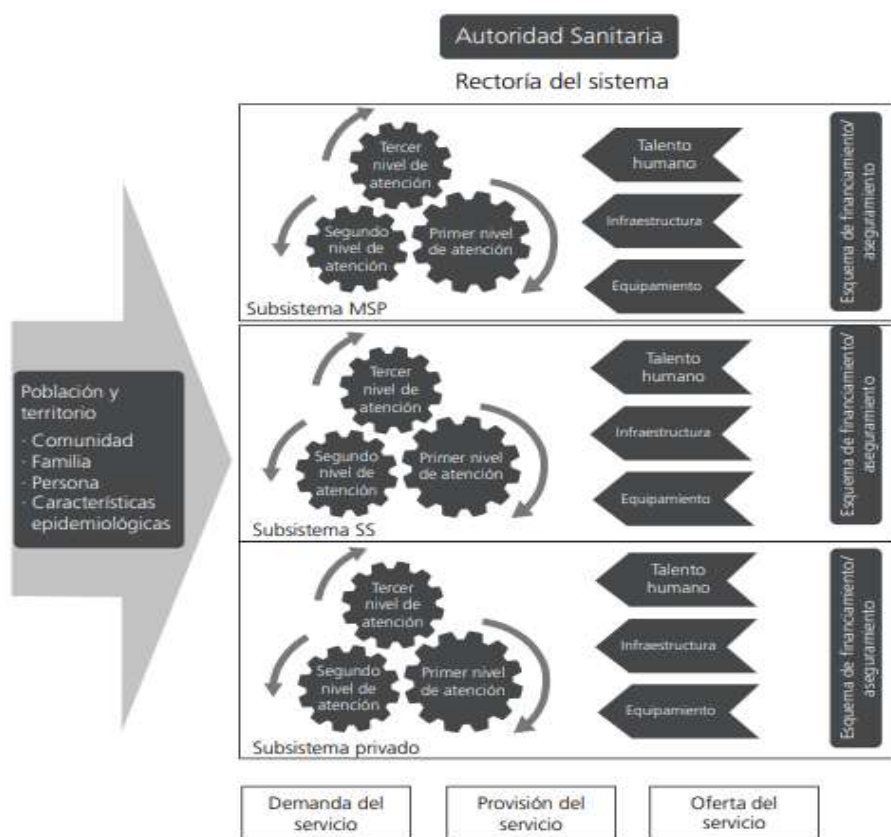 Autoridad Sanitaria
Rectoría del sistema
Población y
territorio
· Comunidad
· Familia
· Persona
· Características
epidemiológicas
Tercer
nivel de
atención
Segundo
nivel de
atención
Primer nivel
de atención
Subsistema MSP
Talento
humano
Infraestructura
Equipamiento
Esquema de financiamiento/
aseguramiento
Tercer
nivel de
atención
Segundo
nivel de
atención
Primer nivel
de atención
Subsistema SS
Talento
humano
Infraestructura
Equipamiento
Esquema de financiamiento/
aseguramiento
Tercer
nivel de
atención
Segundo
nivel de
atención
Primer nivel
de atención
Subsistema privado
Talento
humano
Infraestructura
Equipamiento
Esquema de financiamiento/
aseguramiento
Demanda del
servicio
Provisión del
servicio
Oferta del
servicio